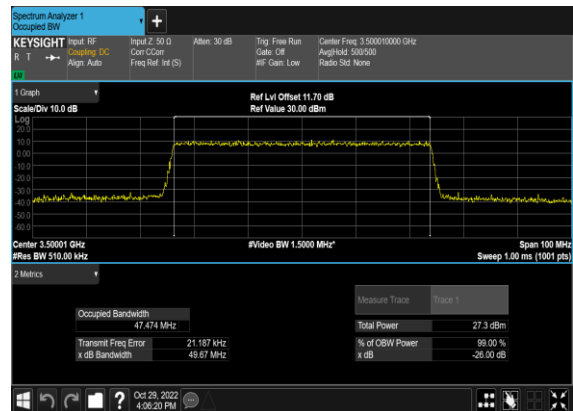 Spectrum Analyzer 1
Occupied BW
KEYSIGHT Input: RF Input Z: 50 Ω Atten: 30 dB Trig: Free Run Center Freq: 3.500010000 GHz
R T Coupling: DC Corr CCorr Gate: Off Avg|Hold: 500/500
Align: Auto Freq Ref: Int (S) #IF Gain: Low Radio Std: None
LU
1 Graph
Scale/Div 10.0 dB
Ref Lvl Offset 11.70 dB
Ref Value 30.00 dBm
Log
20.0
10.0
0.00
-10.0
-20.0
-30.0
-40.0
-50.0
-60.0
Center 3.50001 GHz #Video BW 1.5000 MHz* Span 100 MHz
#Res BW 510.00 kHz Sweep 1.00 ms (1001 pts)
2 Metrics
Measure Trace Trace 1
Occupied Bandwidth
47.474 MHz
Total Power 27.3 dBm
Transmit Freq Error 21.187 kHz
% of OBW Power 99.00 %
x dB Bandwidth 49.67 MHz
x dB -26.00 dB
? Oct 29, 2022
4:06:20 PM